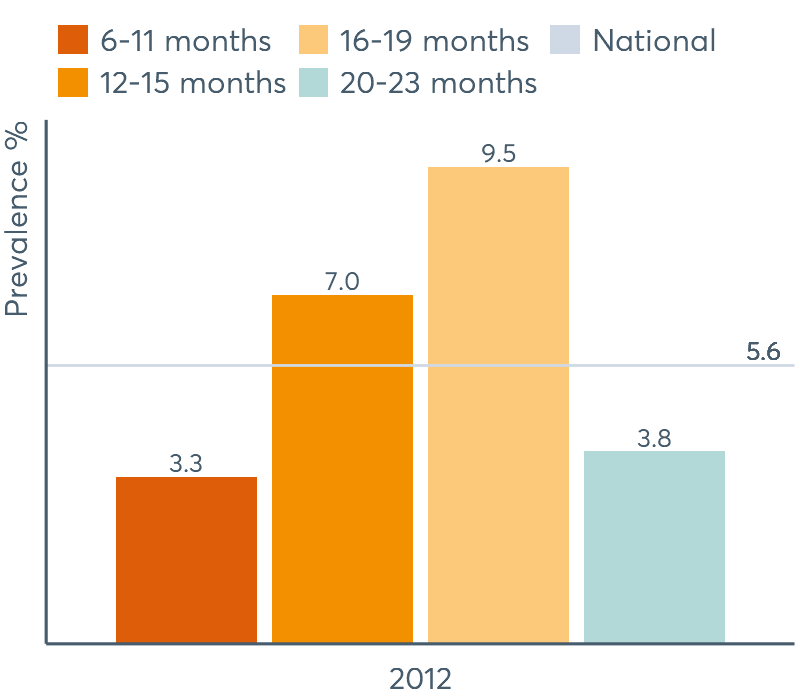 6-11 months 16-19 months National
12-15 months 20-23 months
Prevalence %
9.5
7.0
5.6
3.8
3.3
2012